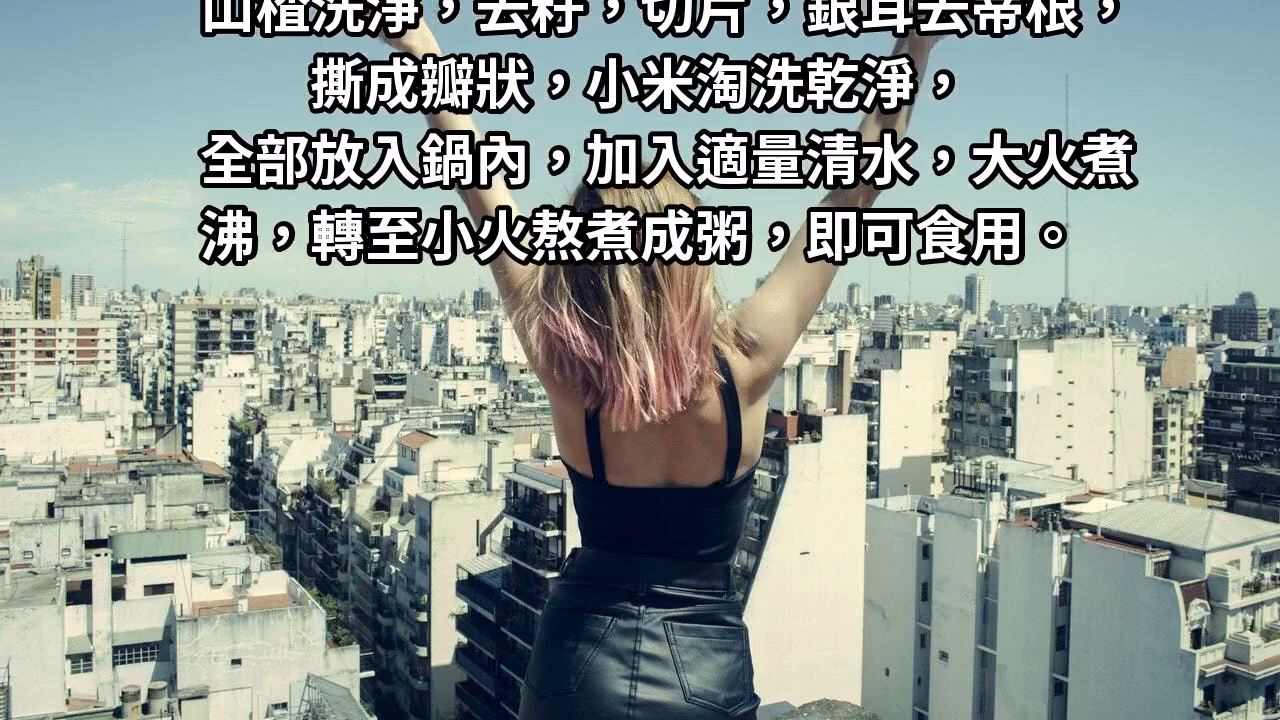 山楂洗淨，去籽，切片，銀耳去蒂根，
撕成瓣狀，小米淘洗乾淨，
全部放入鍋內，加入適量清水，大火煮
沸，轉至小火熬煮成粥，即可食用。